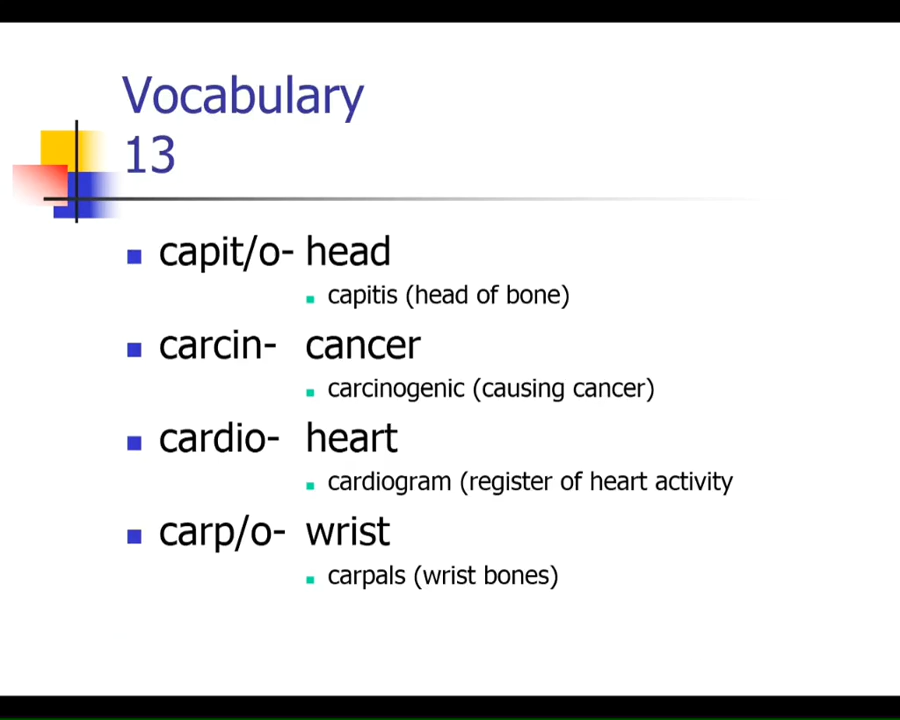 Vocabulary
13
capit/o- head
capitis (head of bone)
carcin- cancer
carcinogenic (causing cancer)
cardio- heart
cardiogram (register of heart activity
carp/o- wrist
carpals (wrist bones)